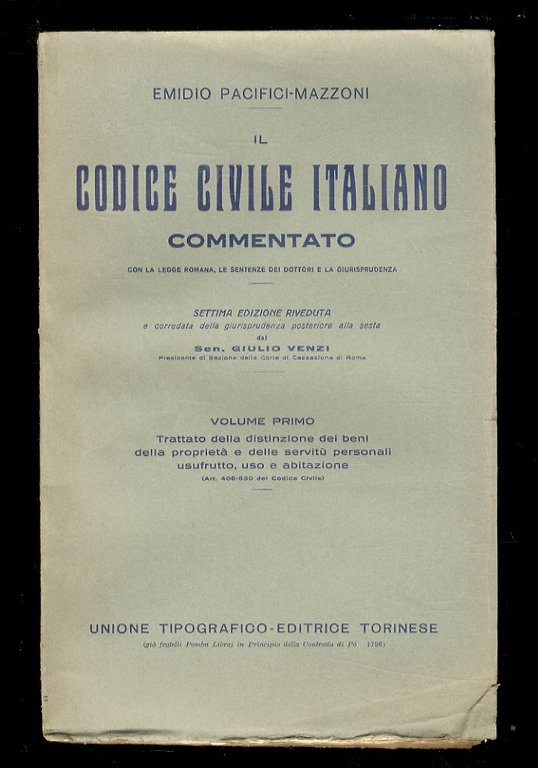 EMIDIO PACIFICI-MAZZONI
IL
CODICE CIVILE ITALIANO
COMMENTATO
CON LA LEGGE ROMANA, LE SENTENZE DEI DOTTORI E LA GIURISPRUDENZA
SETTIMA EDIZIONE RIVEDUTA
e corredata della giurisprudenza posteriore alla sesta
dal
Sen. GIULIO VENZI
Presidente di Sezione della Corte di Cassazione di Roma
VOLUME PRIMO
Trattato della distinzione dei beni
della proprietà e delle servitù personali
usufrutto, uso e abitazione
(Art. 406-530 del Codice Civile)
UNIONE TIPOGRAFICO-EDITRICE TORINESE
(già fratelli Pomba Libraj in Principio della Contrada di Pò 1796)